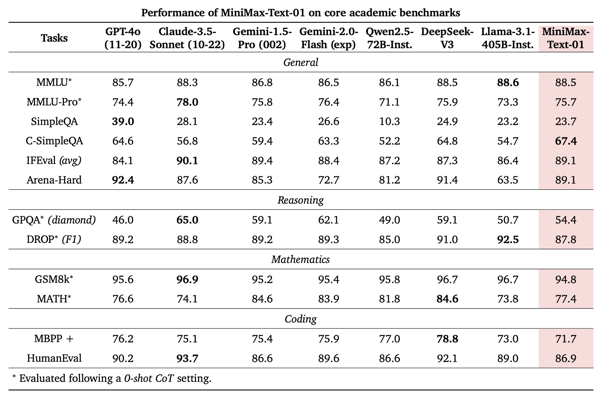 Performance of MiniMax-Text-01 on core academic benchmarks
Tasks GPT-4o (11-20) Claude-3.5-Sonnet (10-22) Gemini-1.5-Pro (002) Gemini-2.0-Flash (exp) Qwen2.5-72B-Inst. DeepSeek-V3 Llama-3.1-405B-Inst. MiniMax-Text-01
General
MMLU* 85.7 88.3 86.8 86.5 86.1 88.5 88.6 88.5
MMLU-Pro* 74.4 78.0 75.8 76.4 71.1 75.9 73.3 75.7
SimpleQA 39.0 28.1 23.4 26.6 10.3 24.9 23.2 23.7
C-SimpleQA 64.6 56.8 59.4 63.3 52.2 64.8 54.7 67.4
IFEval (avg) 84.1 90.1 89.4 88.4 87.2 87.3 86.4 89.1
Arena-Hard 92.4 87.6 85.3 72.7 81.2 91.4 63.5 89.1
Reasoning
GPQA* (diamond) 46.0 65.0 59.1 62.1 49.0 59.1 50.7 54.4
DROP* (F1) 89.2 88.8 89.2 89.3 85.0 91.0 92.5 87.8
Mathematics
GSM8k* 95.6 96.9 95.2 95.4 95.8 96.7 96.7 94.8
MATH* 76.6 74.1 84.6 83.9 81.8 84.6 73.8 77.4
Coding
MBPP + 76.2 75.1 75.4 75.9 77.0 78.8 73.0 71.7
HumanEval 90.2 93.7 86.6 89.6 86.6 92.1 89.0 86.9
* Evaluated following a 0-shot CoT setting.